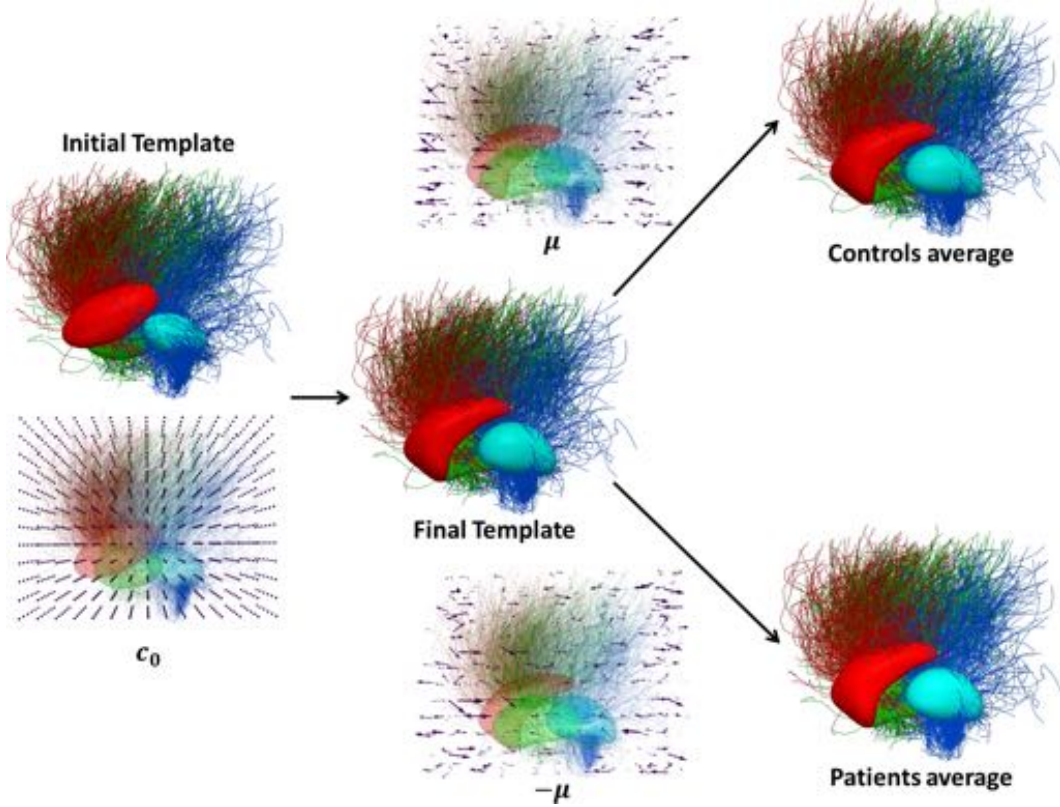 Initial Template
c₀
μ
Final Template
−μ
Controls average
Patients average